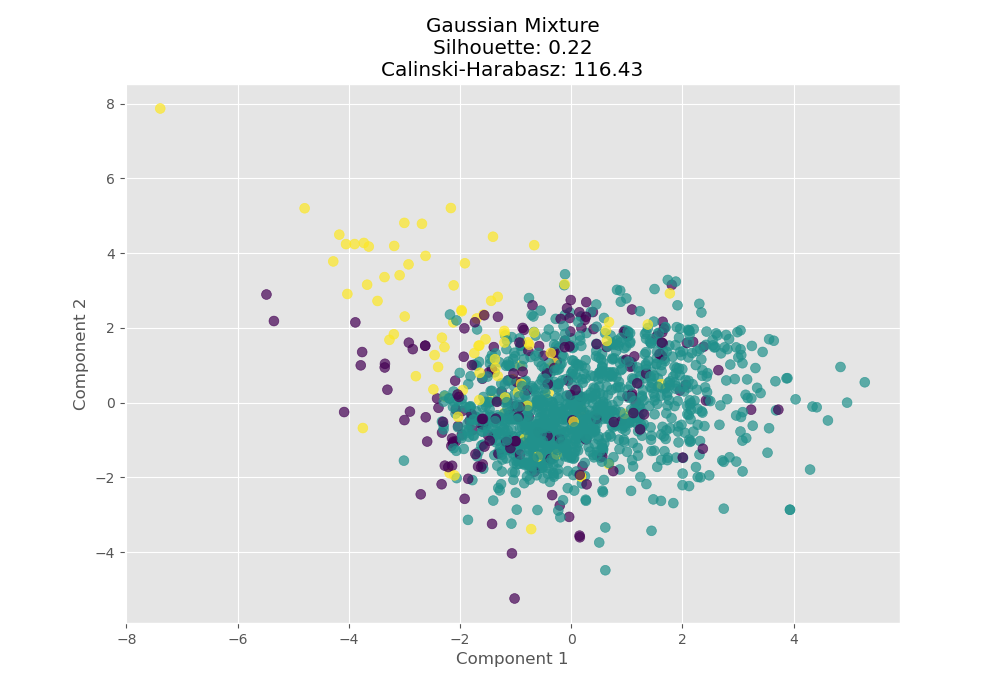 Gaussian Mixture
Silhouette: 0.22
Calinski-Harabasz: 116.43
8
6
4
2
0
−2
−4
Component 2
−8
−6
−4
−2
0
2
4
Component 1